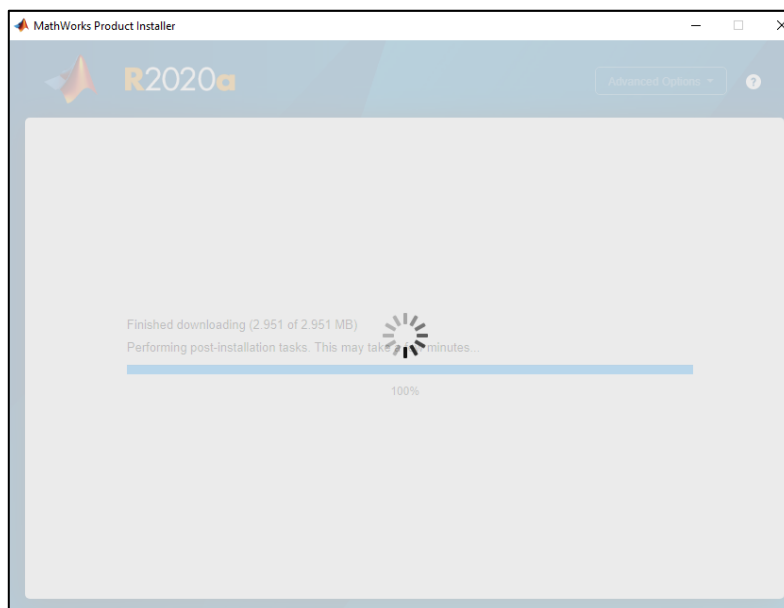 MathWorks Product Installer
R2020a
Advanced Options
?
Finished downloading (2.951 of 2.951 MB)
Performing post-installation tasks. This may take minutes...
100%